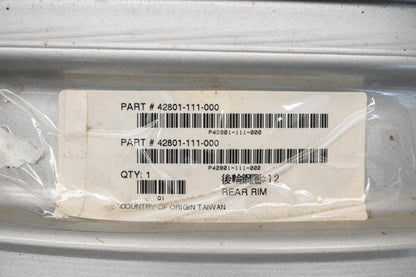 PART # 42801-111-000
P42801-111-000
PART # 42801-111-000
P42801-111-000
QTY: 1
後輪鋼圈:12
Q1
REAR RIM
COUNTRY OF ORIGIN TAIWAN